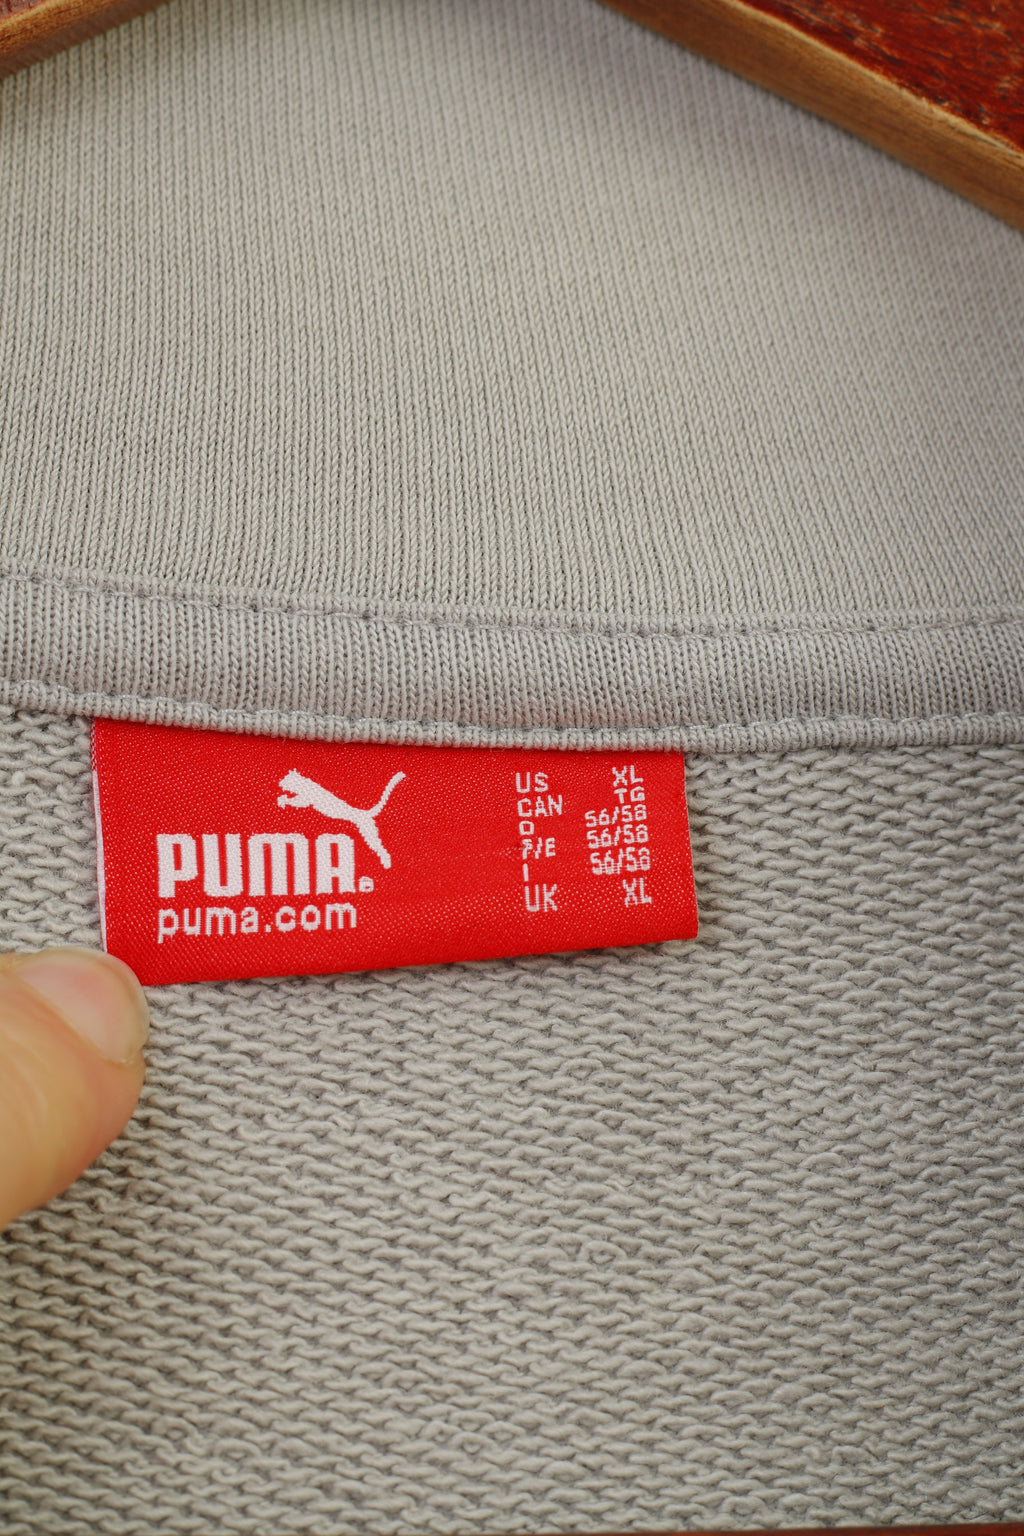 PUMA®
puma.com
US XL
CAN TG
D 56/58
F/E 56/58
I 56/58
UK XL